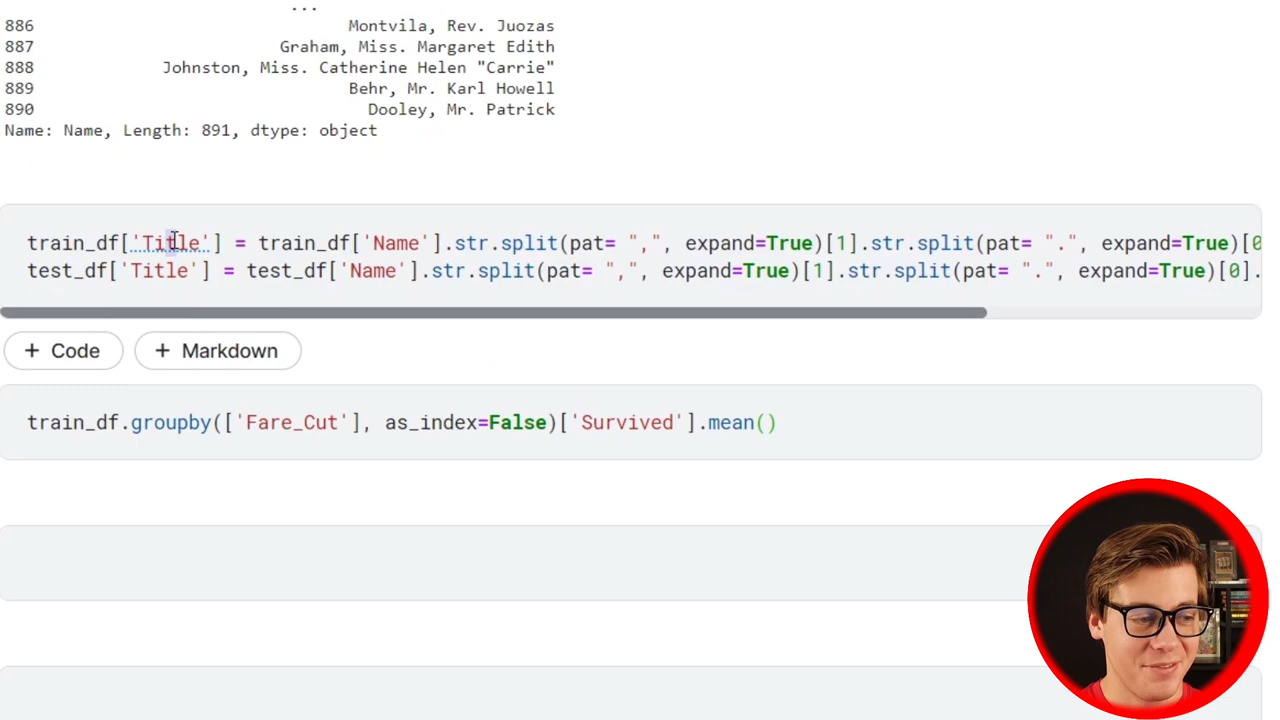 ...
886 Montvila, Rev. Juozas
887 Graham, Miss. Margaret Edith
888 Johnston, Miss. Catherine Helen "Carrie"
889 Behr, Mr. Karl Howell
890 Dooley, Mr. Patrick
Name: Name, Length: 891, dtype: object
train_df['Title'] = train_df['Name'].str.split(pat= ",", expand=True)[1].str.split(pat= ".", expand=True)[0
test_df['Title'] = test_df['Name'].str.split(pat= ",", expand=True)[1].str.split(pat= ".", expand=True)[0].
+ Code + Markdown
train_df.groupby(['Fare_Cut'], as_index=False)['Survived'].mean()